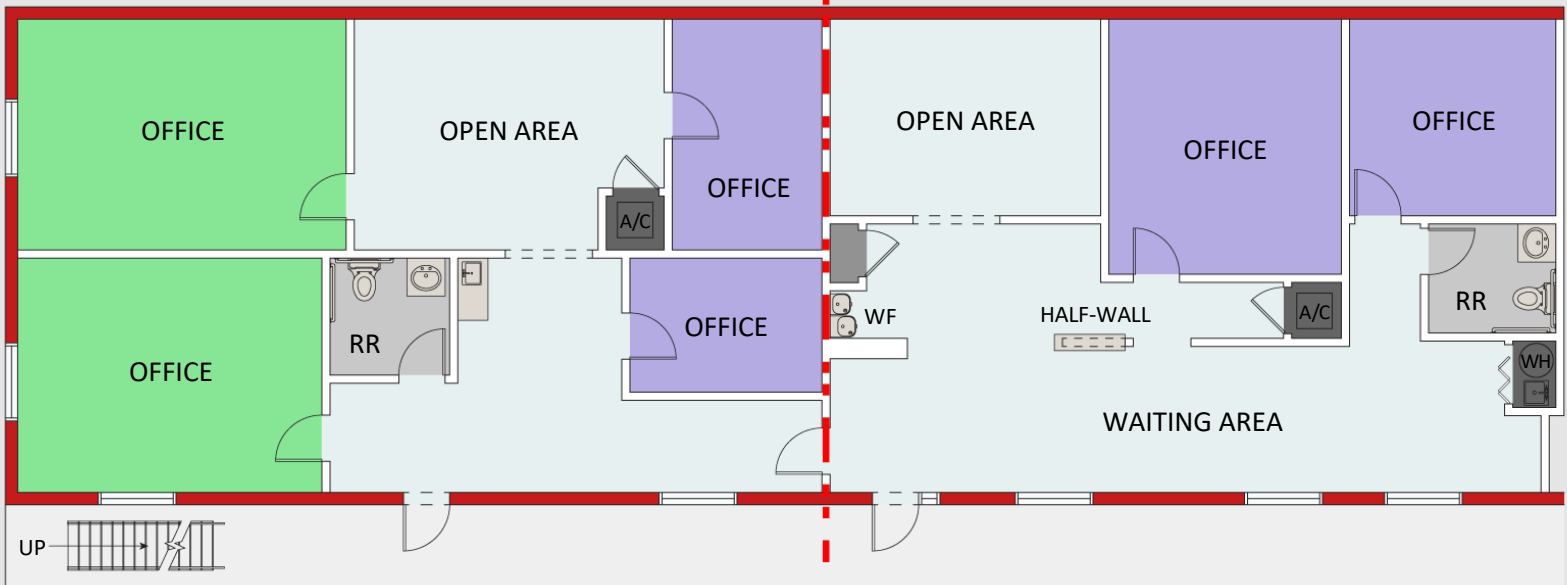 OFFICE
OPEN AREA
OFFICE
OPEN AREA
OFFICE
OFFICE
A/C
OFFICE
RR
OFFICE
WF
HALF-WALL
A/C
RR
WH
WAITING AREA
UP